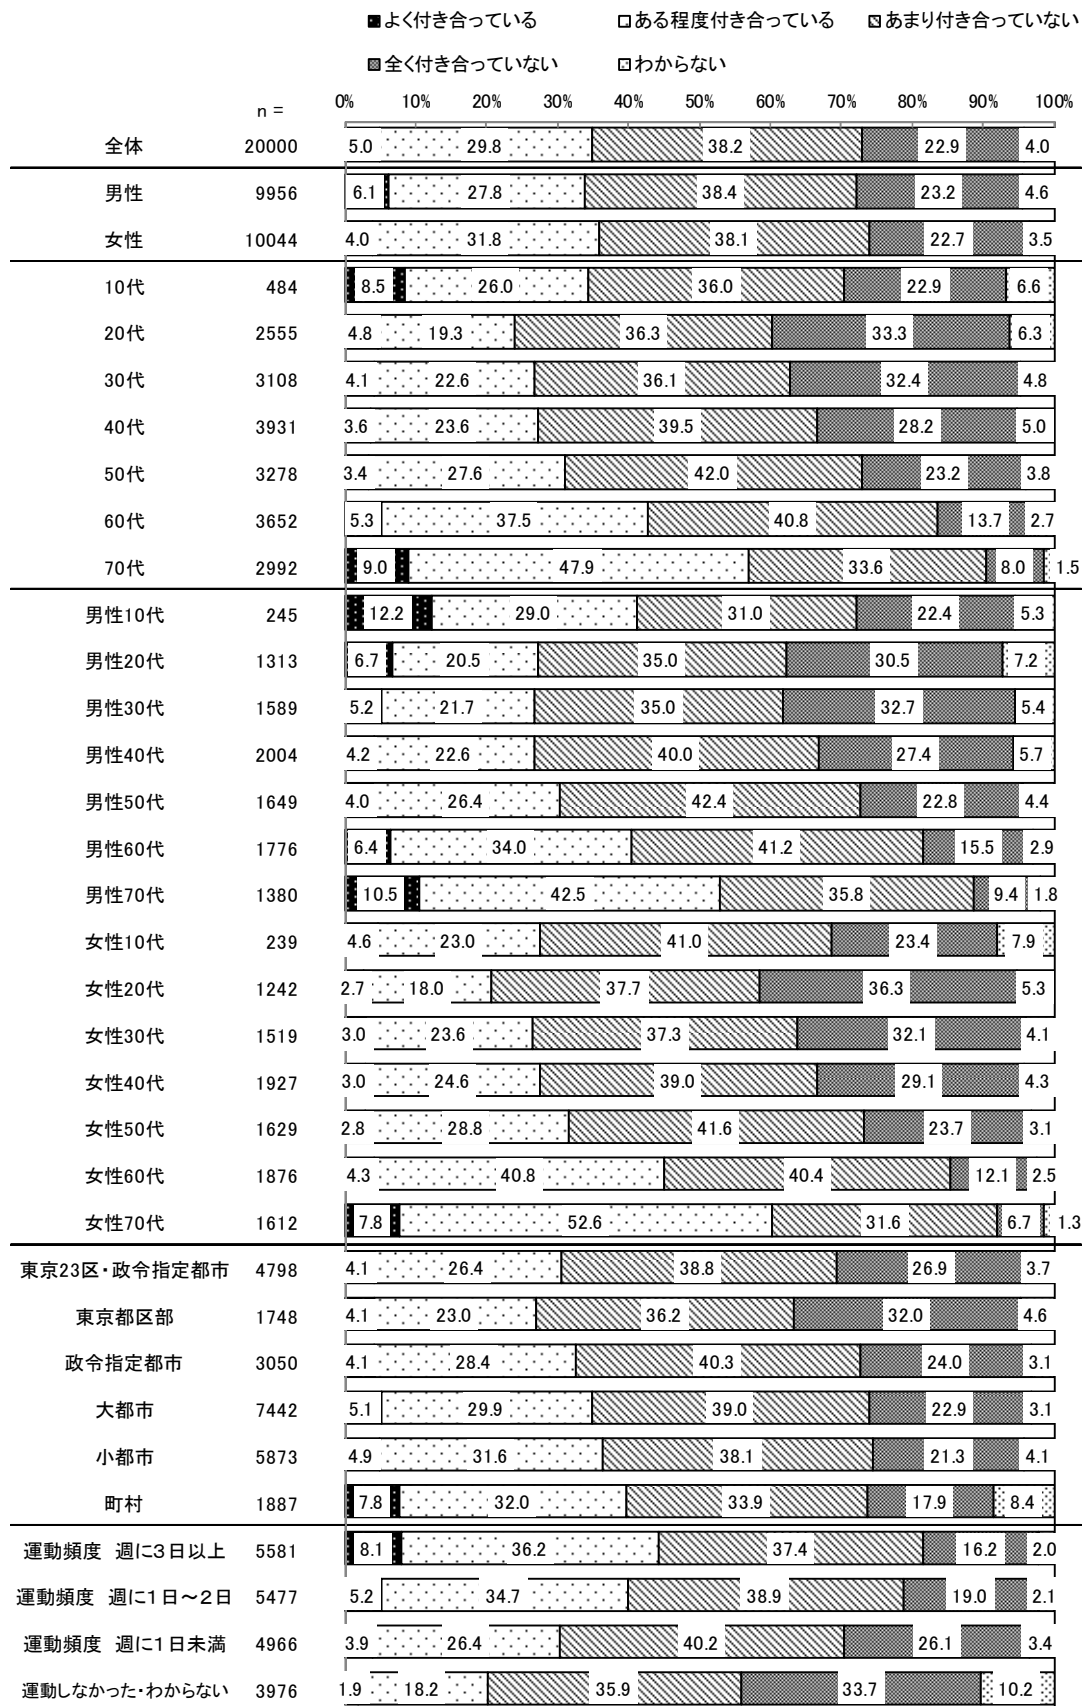 よく付き合っている ある程度付き合っている あまり付き合っていない
全く付き合っていない わからない
n = 0% 10% 20% 30% 40% 50% 60% 70% 80% 90% 100%
全体 20000 5.0 29.8 38.2 22.9 4.0
男性 9956 6.1 27.8 38.4 23.2 4.6
女性 10044 4.0 31.8 38.1 22.7 3.5
10代 484 8.5 26.0 36.0 22.9 6.6
20代 2555 4.8 19.3 36.3 33.3 6.3
30代 3108 4.1 22.6 36.1 32.4 4.8
40代 3931 3.6 23.6 39.5 28.2 5.0
50代 3278 3.4 27.6 42.0 23.2 3.8
60代 3652 5.3 37.5 40.8 13.7 2.7
70代 2992 9.0 47.9 33.6 8.0 1.5
男性10代 245 12.2 29.0 31.0 22.4 5.3
男性20代 1313 6.7 20.5 35.0 30.5 7.2
男性30代 1589 5.2 21.7 35.0 32.7 5.4
男性40代 2004 4.2 22.6 40.0 27.4 5.7
男性50代 1649 4.0 26.4 42.4 22.8 4.4
男性60代 1776 6.4 34.0 41.2 15.5 2.9
男性70代 1380 10.5 42.5 35.8 9.4 1.8
女性10代 239 4.6 23.0 41.0 23.4 7.9
女性20代 1242 2.7 18.0 37.7 36.3 5.3
女性30代 1519 3.0 23.6 37.3 32.1 4.1
女性40代 1927 3.0 24.6 39.0 29.1 4.3
女性50代 1629 2.8 28.8 41.6 23.7 3.1
女性60代 1876 4.3 40.8 40.4 12.1 2.5
女性70代 1612 7.8 52.6 31.6 6.7 1.3
東京23区・政令指定都市 4798 4.1 26.4 38.8 26.9 3.7
東京都区部 1748 4.1 23.0 36.2 32.0 4.6
政令指定都市 3050 4.1 28.4 40.3 24.0 3.1
大都市 7442 5.1 29.9 39.0 22.9 3.1
小都市 5873 4.9 31.6 38.1 21.3 4.1
町村 1887 7.8 32.0 33.9 17.9 8.4
運動頻度 週に3日以上 5581 8.1 36.2 37.4 16.2 2.0
運動頻度 週に1日～2日 5477 5.2 34.7 38.9 19.0 2.1
運動頻度 週に1日未満 4966 3.9 26.4 40.2 26.1 3.4
運動しなかった・わからない 3976 1.9 18.2 35.9 33.7 10.2